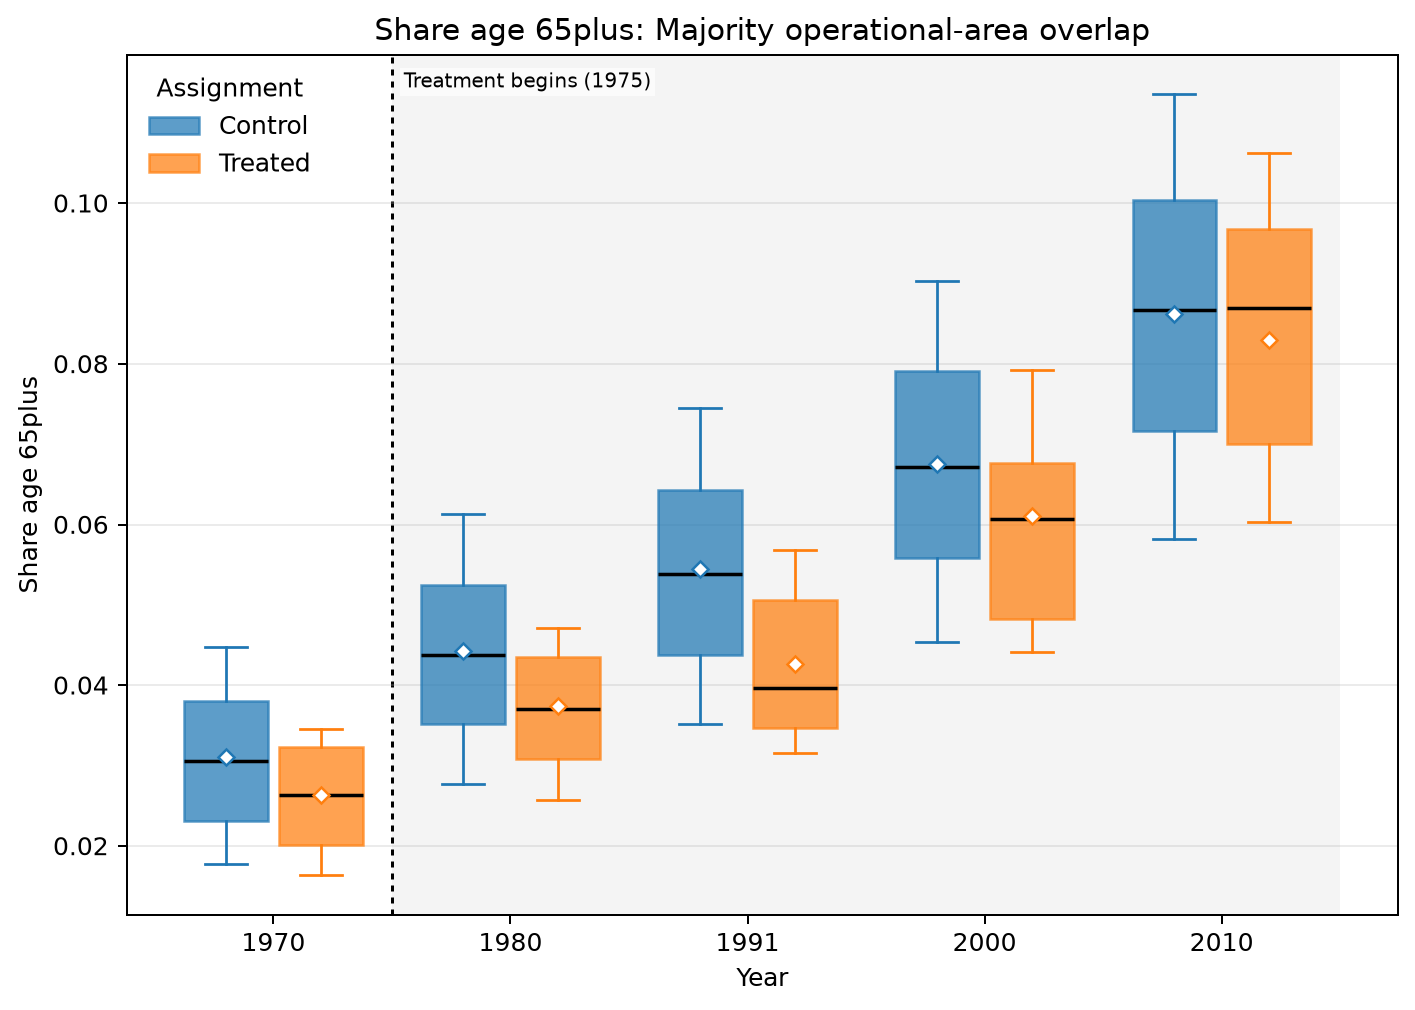 Share age 65plus: Majority operational-area overlap
Assignment
Control
Treated
Treatment begins (1975)
Share age 65plus
0.10
0.08
0.06
0.04
0.02
1970
1980
1991
2000
2010
Year